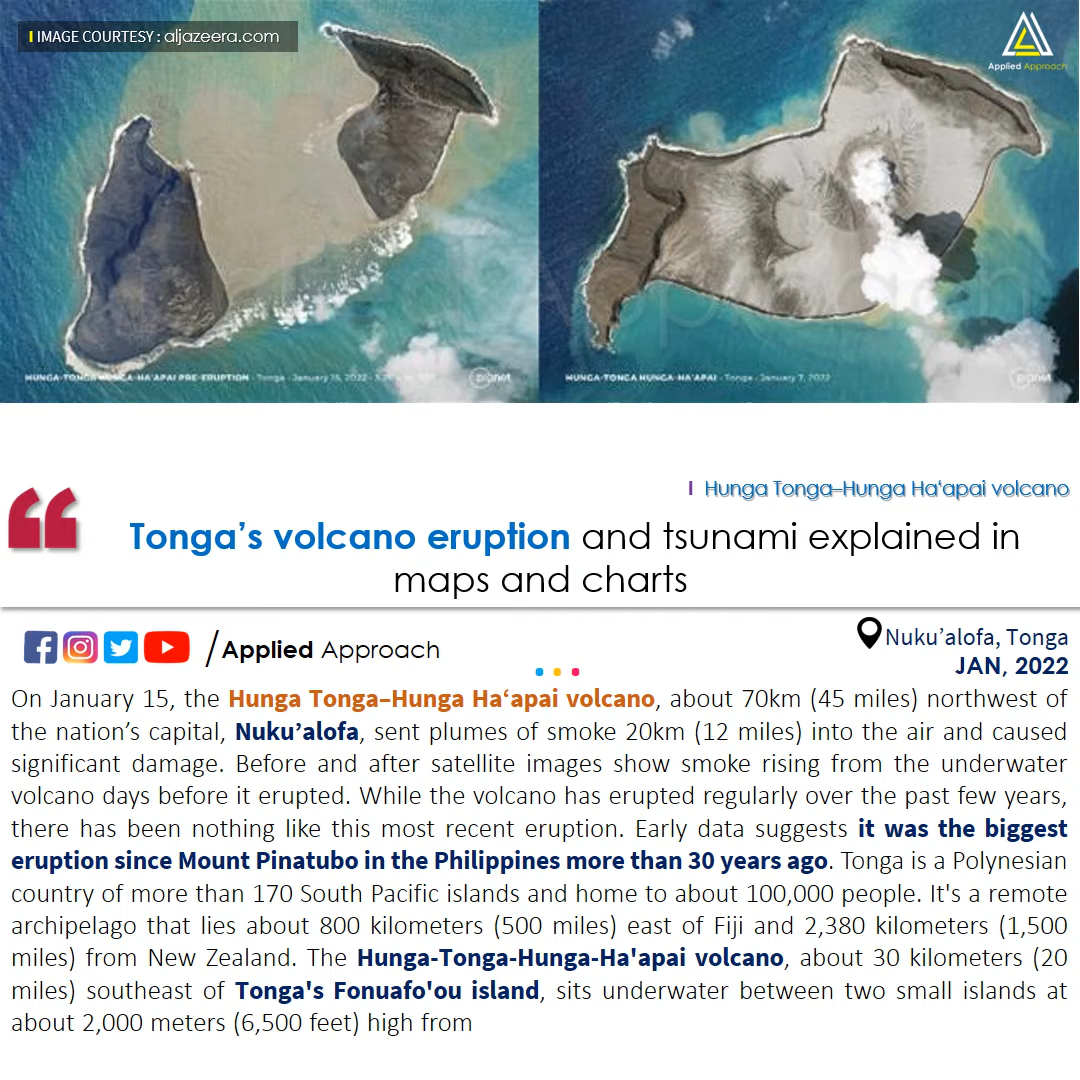 IMAGE COURTESY : aljazeera.com
Applied Approach
HUNGA-TONGA HUNGA-HA'APAI PRE-ERUPTION - Tonga - January 15, 2022 -
planet
HUNGA-TONGA HUNGA-HA'APAI - Tonga - January 7, 2022
planet
Hunga Tonga–Hunga Haʻapai volcano
Tonga’s volcano eruption and tsunami explained in
maps and charts
/ Applied Approach
Nuku’alofa, Tonga
JAN, 2022
On January 15, the Hunga Tonga–Hunga Haʻapai volcano, about 70km (45 miles) northwest of
the nation’s capital, Nuku’alofa, sent plumes of smoke 20km (12 miles) into the air and caused
significant damage. Before and after satellite images show smoke rising from the underwater
volcano days before it erupted. While the volcano has erupted regularly over the past few years,
there has been nothing like this most recent eruption. Early data suggests it was the biggest
eruption since Mount Pinatubo in the Philippines more than 30 years ago. Tonga is a Polynesian
country of more than 170 South Pacific islands and home to about 100,000 people. It's a remote
archipelago that lies about 800 kilometers (500 miles) east of Fiji and 2,380 kilometers (1,500
miles) from New Zealand. The Hunga-Tonga-Hunga-Ha'apai volcano, about 30 kilometers (20
miles) southeast of Tonga's Fonuafo'ou island, sits underwater between two small islands at
about 2,000 meters (6,500 feet) high from